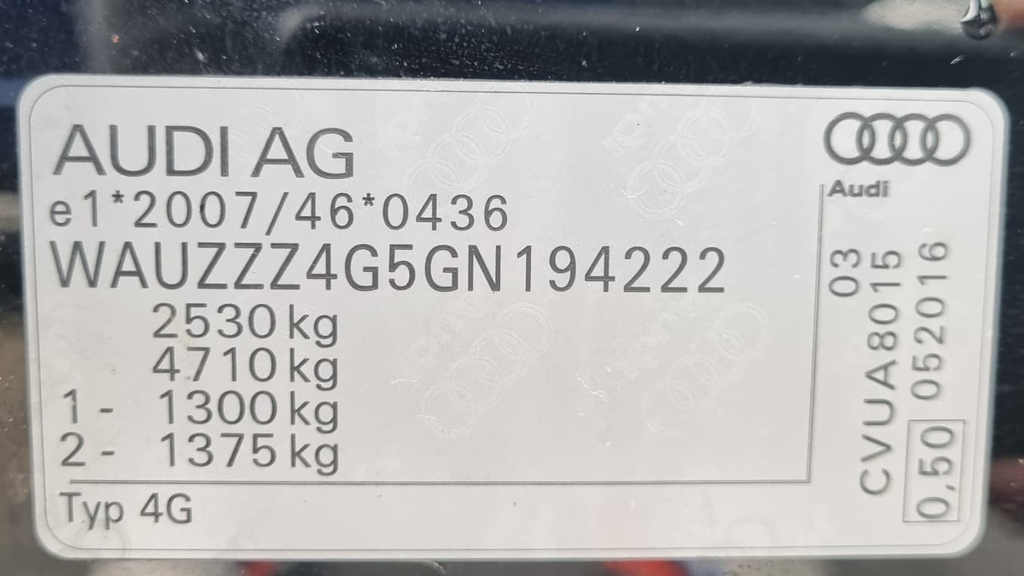 AUDI AG
e1*2007/46*0436
WAUZZZ4G5GN194222
2530 kg
4710 kg
1 - 1300 kg
2 - 1375 kg
Typ 4G
Audi
03
CVUA8015
0,50 052016